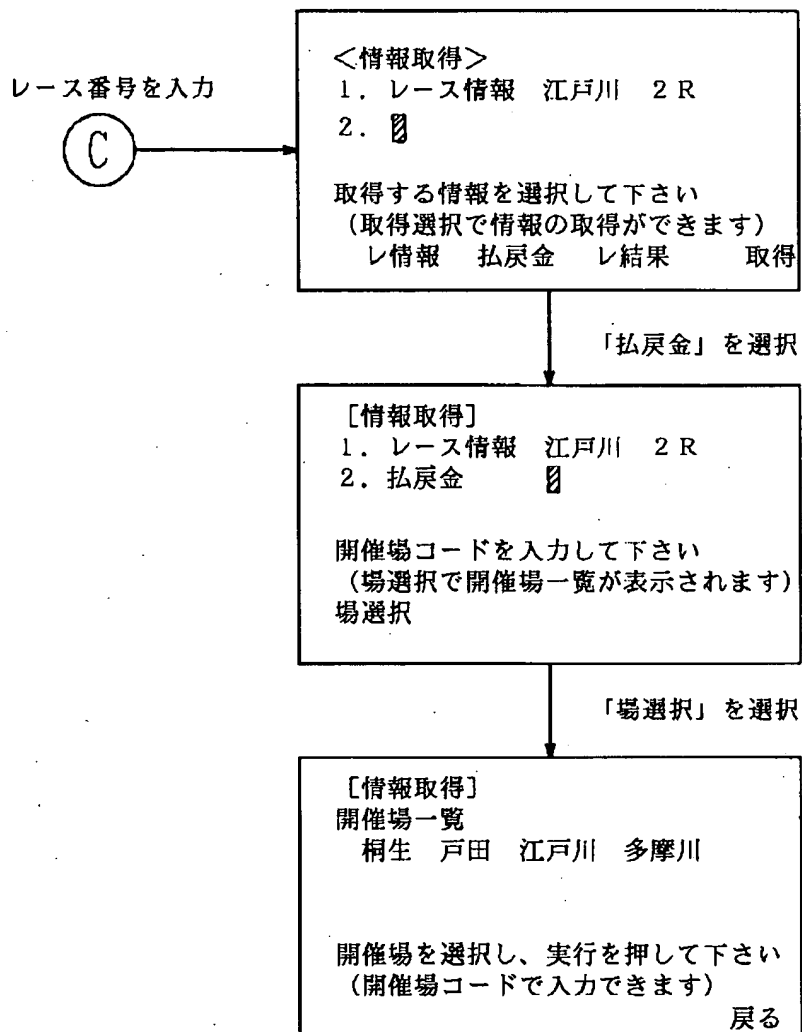 レース番号を入力
C
<情報取得>
1. レース情報 江戸川 2R
2.
取得する情報を選択して下さい
(取得選択で情報の取得ができます)
レ情報 払戻金 レ結果 取得
「払戻金」を選択
[情報取得]
1. レース情報 江戸川 2R
2. 払戻金
開催場コードを入力して下さい
(場選択で開催場一覧が表示されます)
場選択
「場選択」を選択
[情報取得]
開催場一覧
桐生 戸田 江戸川 多摩川
開催場を選択し、実行を押して下さい
(開催場コードで入力できます)
戻る